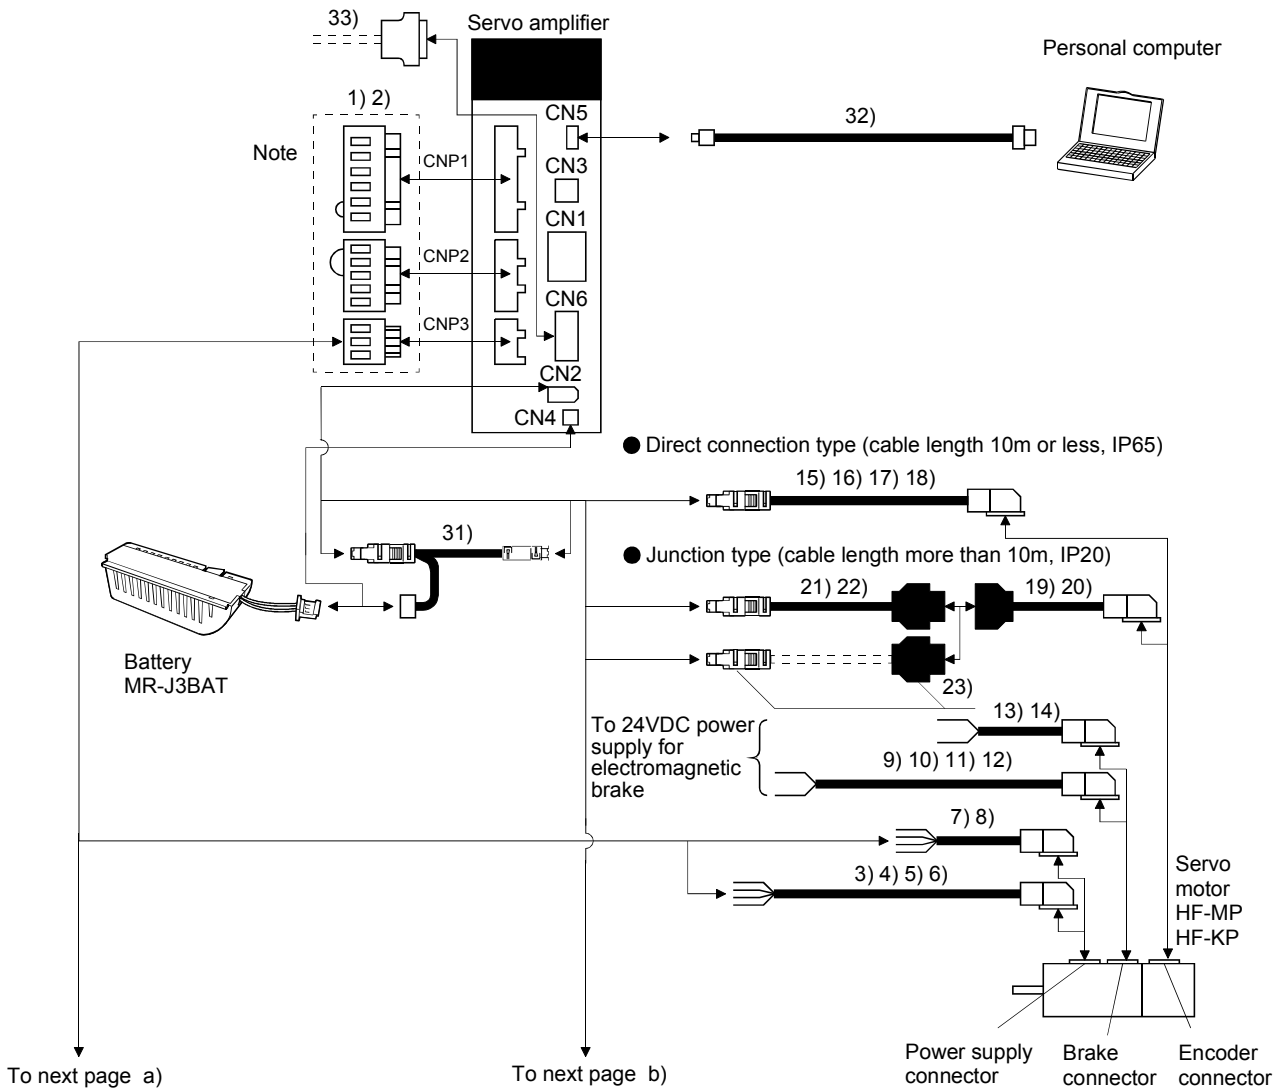 33)
Servo amplifier
Personal computer
1) 2)
Note
CN5
32)
CNP1
CN3
CN1
CNP2
CN6
CNP3
CN2
CN4
● Direct connection type (cable length 10m or less, IP65)
15) 16) 17) 18)
31)
● Junction type (cable length more than 10m, IP20)
21) 22)
19) 20)
Battery
MR-J3BAT
23)
To 24VDC power
supply for
electromagnetic
brake
13) 14)
9) 10) 11) 12)
7) 8)
3) 4) 5) 6)
Servo
motor
HF-MP
HF-KP
Power supply
connector
Brake
connector
Encoder
connector
To next page a)
To next page b)